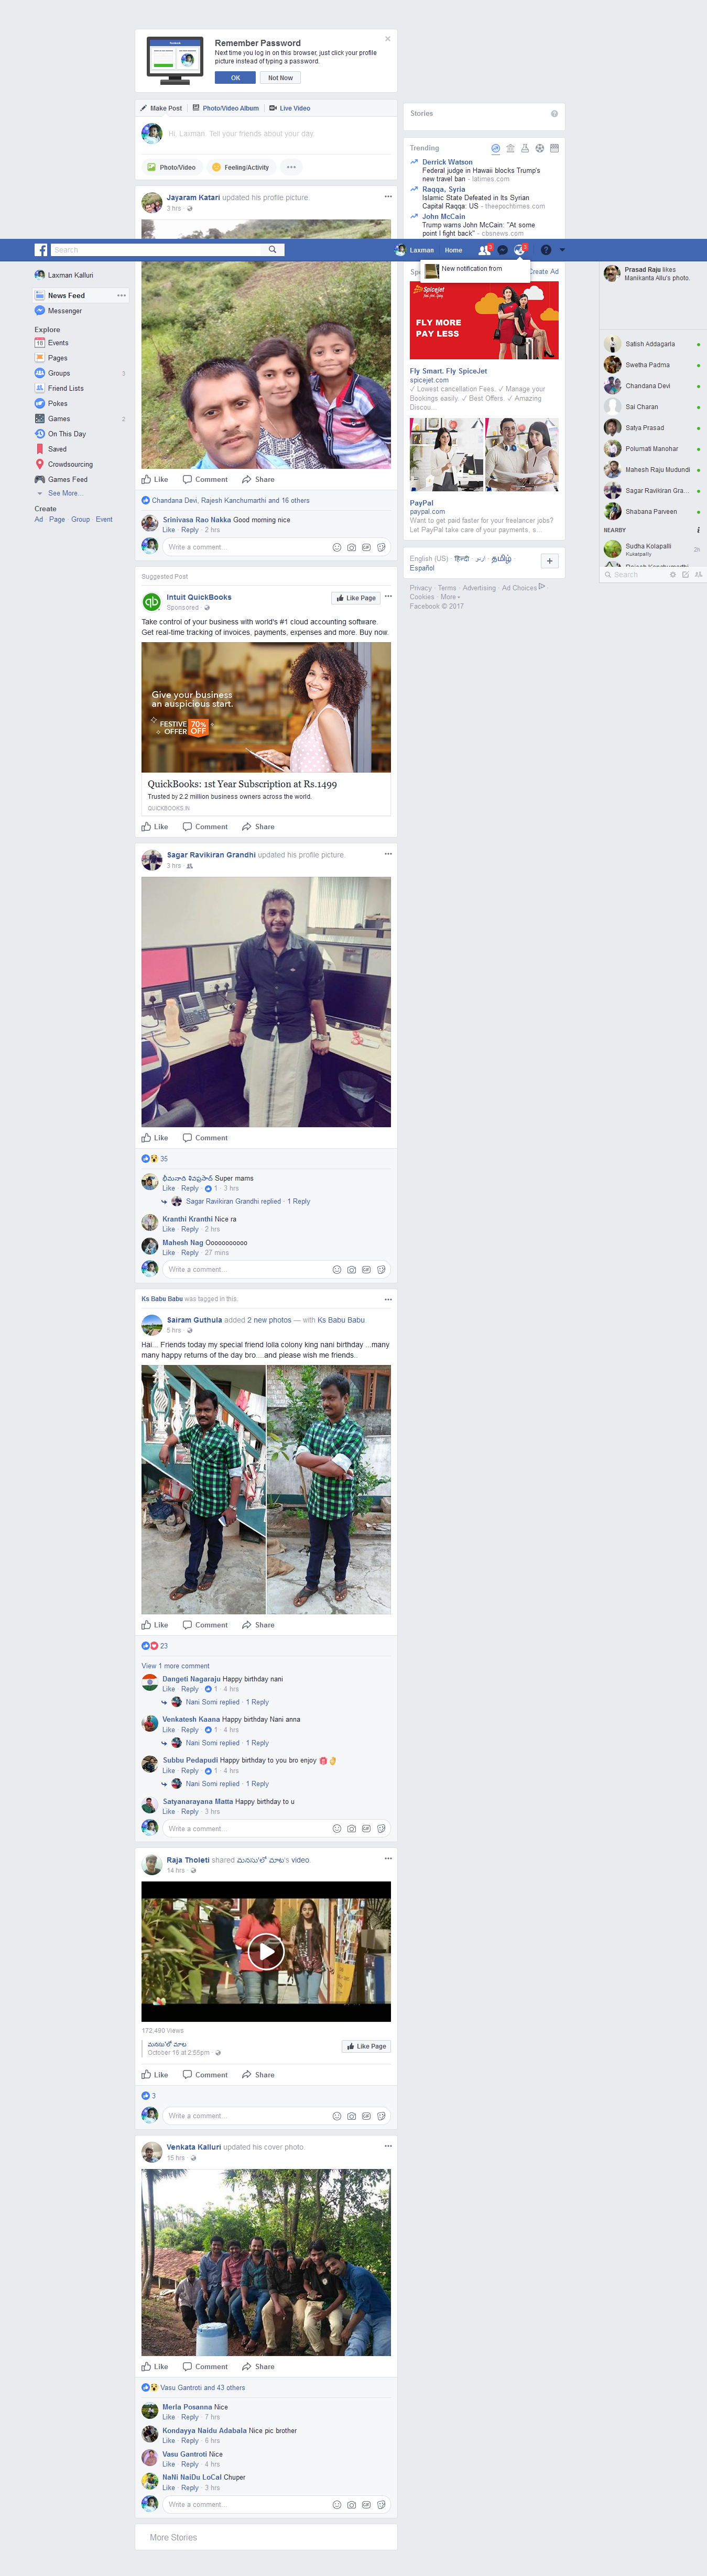 Remember Password
Next time you log in on this browser, just click your profile
picture instead of typing a password.
OK
Not Now
Make Post
Photo/Video Album
Live Video
Hi, Laxman. Tell your friends about your day
Photo/Video
Feeling/Activity
Jayaram Katari updated his profile picture.
3 hrs
Stories
Trending
Derrick Watson
Federal judge in Hawaii blocks Trump's
new travel ban - latimes.com
Raqqa, Syria
Islamic State Defeated in Its Syrian
Capital Raqqa: US - theepochtimes.com
John McCain
Trump warns John McCain: "At some
point I fight back" - cbsnews.com
Search
Laxman
Home
New notification from
Create Ad
Laxman Kalluri
News Feed
Messenger
Explore
Events
Pages
Groups 3
Friend Lists
Pokes
Games 2
On This Day
Saved
Crowdsourcing
Games Feed
See More...
Create
Ad · Page · Group · Event
SpiceJet
FLY MORE
PAY LESS
Fly Smart. Fly SpiceJet
spicejet.com
✓ Lowest cancellation Fees. ✓ Manage your
Bookings easily. ✓ Best Offers. ✓ Amazing
Discou...
PayPal
paypal.com
Want to get paid faster for your freelancer jobs?
Let PayPal take care of your payments, s...
English (US) · हिन्दी · اردو · தமிழ் ·
Español
Privacy · Terms · Advertising · Ad Choices
Cookies · More
Facebook © 2017
Prasad Raju likes
Manikanta Allu's photo.
Satish Addagarla
Swetha Padma
Chandana Devi
Sai Charan
Satya Prasad
Polumati Manohar
Mahesh Raju Mudundi
Sagar Ravikiran Gra...
Shabana Parveen
NEARBY
Sudha Kolapalli 2h
Kukatpally
Search
Like Comment Share
Chandana Devi, Rajesh Kanchumarthi and 16 others
Srinivasa Rao Nakka Good morning nice
Like · Reply · 2 hrs
Write a comment...
Suggested Post
Intuit QuickBooks
Sponsored ·
Like Page
Take control of your business with world's #1 cloud accounting software.
Get real-time tracking of invoices, payments, expenses and more. Buy now.
Give your business
an auspicious start.
FESTIVE
OFFER
70%
OFF
QuickBooks: 1st Year Subscription at Rs.1499
Trusted by 2.2 million business owners across the world.
QUICKBOOKS.IN
Like Comment Share
Sagar Ravikiran Grandhi updated his profile picture.
3 hrs ·
Like Comment
35
Super mams
Like · Reply · 1 · 3 hrs
Sagar Ravikiran Grandhi replied · 1 Reply
Kranthi Kranthi Nice ra
Like · Reply · 2 hrs
Mahesh Nag Oooooooooo
Like · Reply · 27 mins
Write a comment...
Ks Babu Babu was tagged in this.
Sairam Guthula added 2 new photos — with Ks Babu Babu.
5 hrs ·
Hai... Friends today my special friend lolla colony king nani birthday ...many
many happy returns of the day bro....and please wish me friends..
Like Comment Share
23
View 1 more comment
Dangeti Nagaraju Happy birthday nani
Like · Reply · 1 · 4 hrs
Nani Somi replied · 1 Reply
Venkatesh Kaana Happy birthday Nani anna
Like · Reply · 1 · 4 hrs
Nani Somi replied · 1 Reply
Subbu Pedapudi Happy birthday to you bro enjoy
Like · Reply · 1 · 4 hrs
Nani Somi replied · 1 Reply
Satyanarayana Matta Happy birthday to u
Like · Reply · 3 hrs
Write a comment...
Raja Tholeti shared మనసు'లో మాట's video.
14 hrs ·
172,490 Views
మనసు'లో మాట
October 16 at 2:55pm ·
Like Page
Like Comment Share
3
Write a comment...
Venkata Kalluri updated his cover photo.
15 hrs ·
Like Comment Share
Vasu Gantroti and 43 others
Merla Posanna Nice
Like · Reply · 7 hrs
Kondayya Naidu Adabala Nice pic brother
Like · Reply · 6 hrs
Vasu Gantroti Nice
Like · Reply · 4 hrs
NaNi NaiDu LoCal Chuper
Like · Reply · 3 hrs
Write a comment...
More Stories